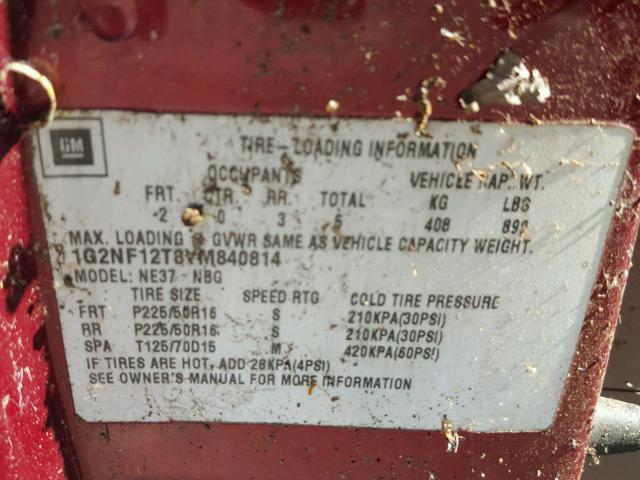 GM
TIRE-LOADING INFORMATION
OCCUPANTS VEHICLE CAP. WT.
FRT. CTR. RR. TOTAL KG LBS
2 0 3 5 408 899
MAX. LOADING @ GVWR SAME AS VEHICLE CAPACITY WEIGHT.
1G2NF12T8VM840814
MODEL: NE37 NBG
TIRE SIZE SPEED RTG COLD TIRE PRESSURE
FRT P225/50R16 S 210KPA(30PSI)
RR P225/50R16 S 210KPA(30PSI)
SPA T125/70D15 M 420KPA(60PSI)
IF TIRES ARE HOT, ADD 28KPA(4PSI)
SEE OWNER'S MANUAL FOR MORE INFORMATION